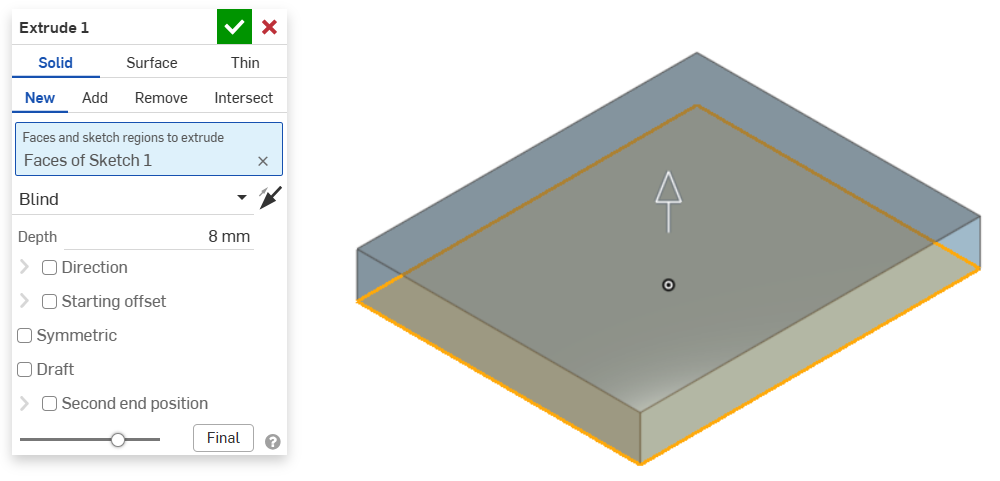 Extrude 1
Solid Surface Thin
New Add Remove Intersect
Faces and sketch regions to extrude
Faces of Sketch 1
Blind
Depth 8 mm
Direction
Starting offset
Symmetric
Draft
Second end position
Final ?